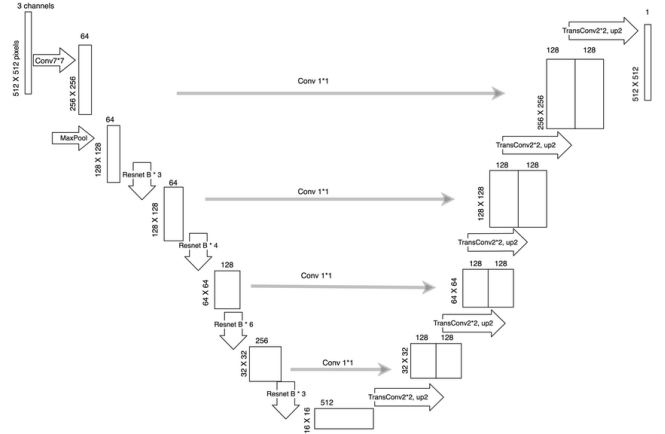 3 channels
512 X 512 pixels
Conv7*7
64
256 X 256
MaxPool
64
128 X 128
Resnet B * 3
64
128 X 128
Resnet B * 4
128
64 X 64
Resnet B * 6
256
32 X 32
Resnet B * 3
512
16 X 16
Conv 1*1
Conv 1*1
Conv 1*1
Conv 1*1
TransConv2*2, up2
128 128
32 X 32
TransConv2*2, up2
128 128
64 X 64
TransConv2*2, up2
128 128
128 X 128
TransConv2*2, up2
128 128
256 X 256
TransConv2*2, up2
1
512 X 512